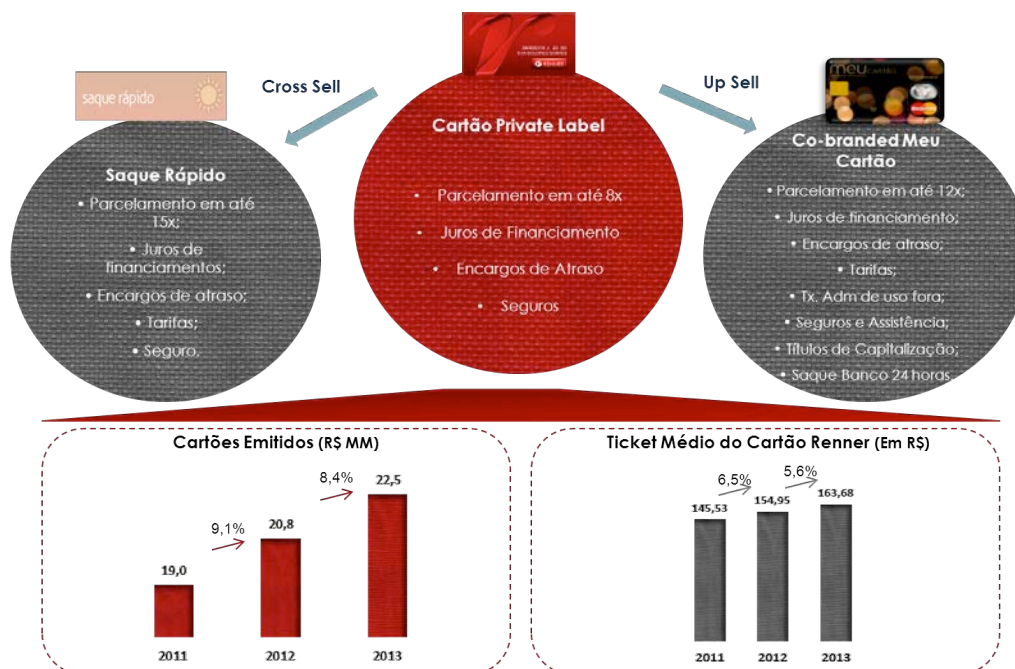 saque rápido
Cross Sell
Up Sell
meucartão
Saque Rápido
• Parcelamento em até
15x;
• Juros de
financiamentos;
• Encargos de atraso;
• Tarifas;
• Seguro.
Cartão Private Label
• Parcelamento em até 8x
• Juros de Financiamento
• Encargos de Atraso
• Seguros
Co-branded Meu
Cartão
• Parcelamento em até 12x;
• Juros de financiamento;
• Encargos de atraso;
• Tarifas;
• Tx. Adm de uso fora;
• Seguros e Assistência;
• Títulos de Capitalização;
• Saque Banco 24 horas.
Cartões Emitidos (R$ MM)
8,4%
22,5
9,1%
20,8
19,0
2011
2012
2013
Ticket Médio do Cartão Renner (Em R$)
6,5%
5,6%
145,53
154,95
163,68
2011
2012
2013